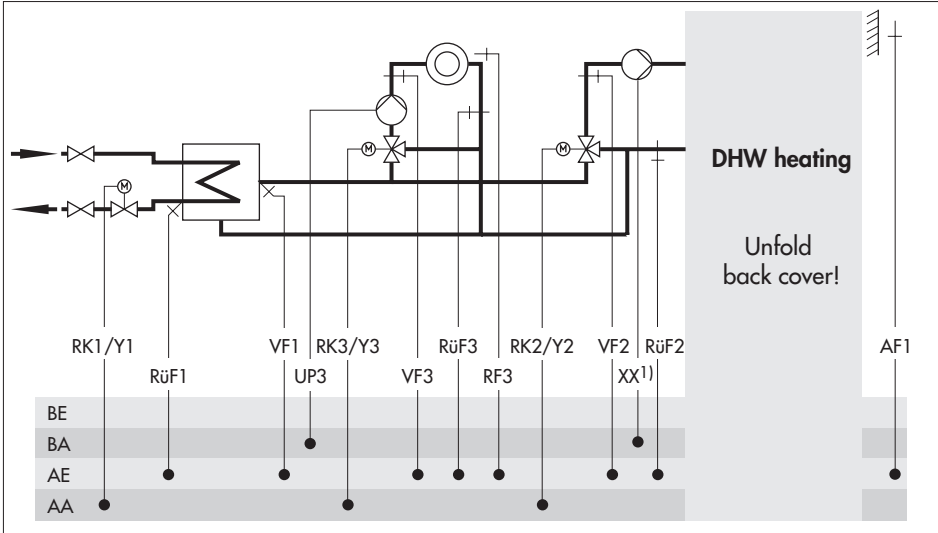 M
M
M
DHW heating
Unfold
back cover!
RK1/Y1 VF1 RK3/Y3 RüF3 RK2/Y2 VF2 RüF2 AF1
RüF1 UP3 VF3 RF3 XX1)
BE
BA
AE
AA